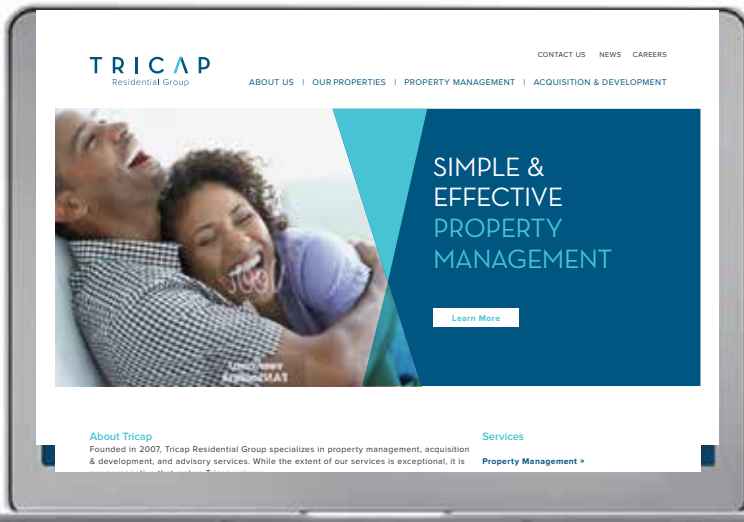 TRICAP
Residential Group
CONTACT US NEWS CAREERS
ABOUT US | OUR PROPERTIES | PROPERTY MANAGEMENT | ACQUISITION & DEVELOPMENT
SIMPLE &
EFFECTIVE
PROPERTY
MANAGEMENT
Learn More
About Tricap
Founded in 2007, Tricap Residential Group specializes in property management, acquisition
& development, and advisory services. While the extent of our services is exceptional, it is
Services
Property Management »